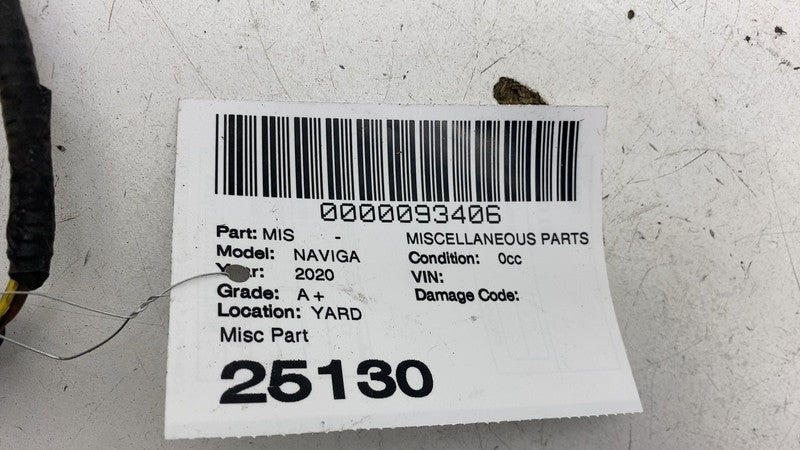 0000093406
Part: MIS - MISCELLANEOUS PARTS
Model: NAVIGA Condition: 0cc
2020 VIN:
Grade: A+ Damage Code:
Location: YARD
Misc Part
25130